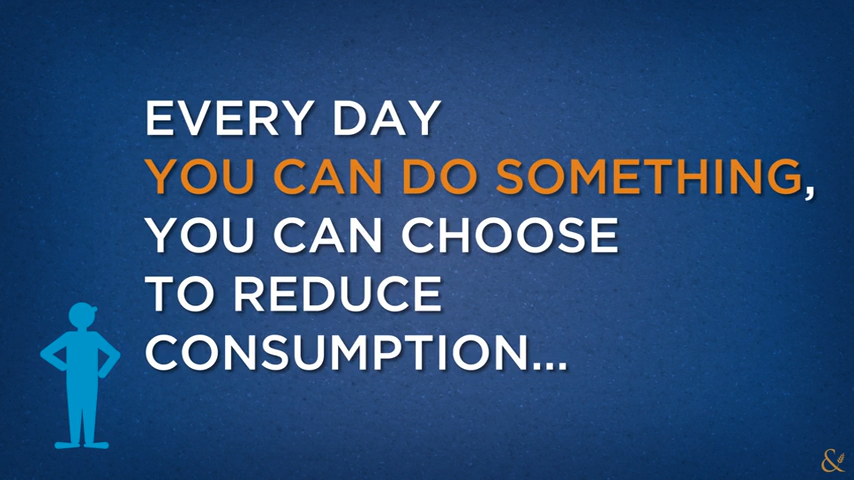 EVERY DAY
YOU CAN DO SOMETHING,
YOU CAN CHOOSE
TO REDUCE
CONSUMPTION...
&